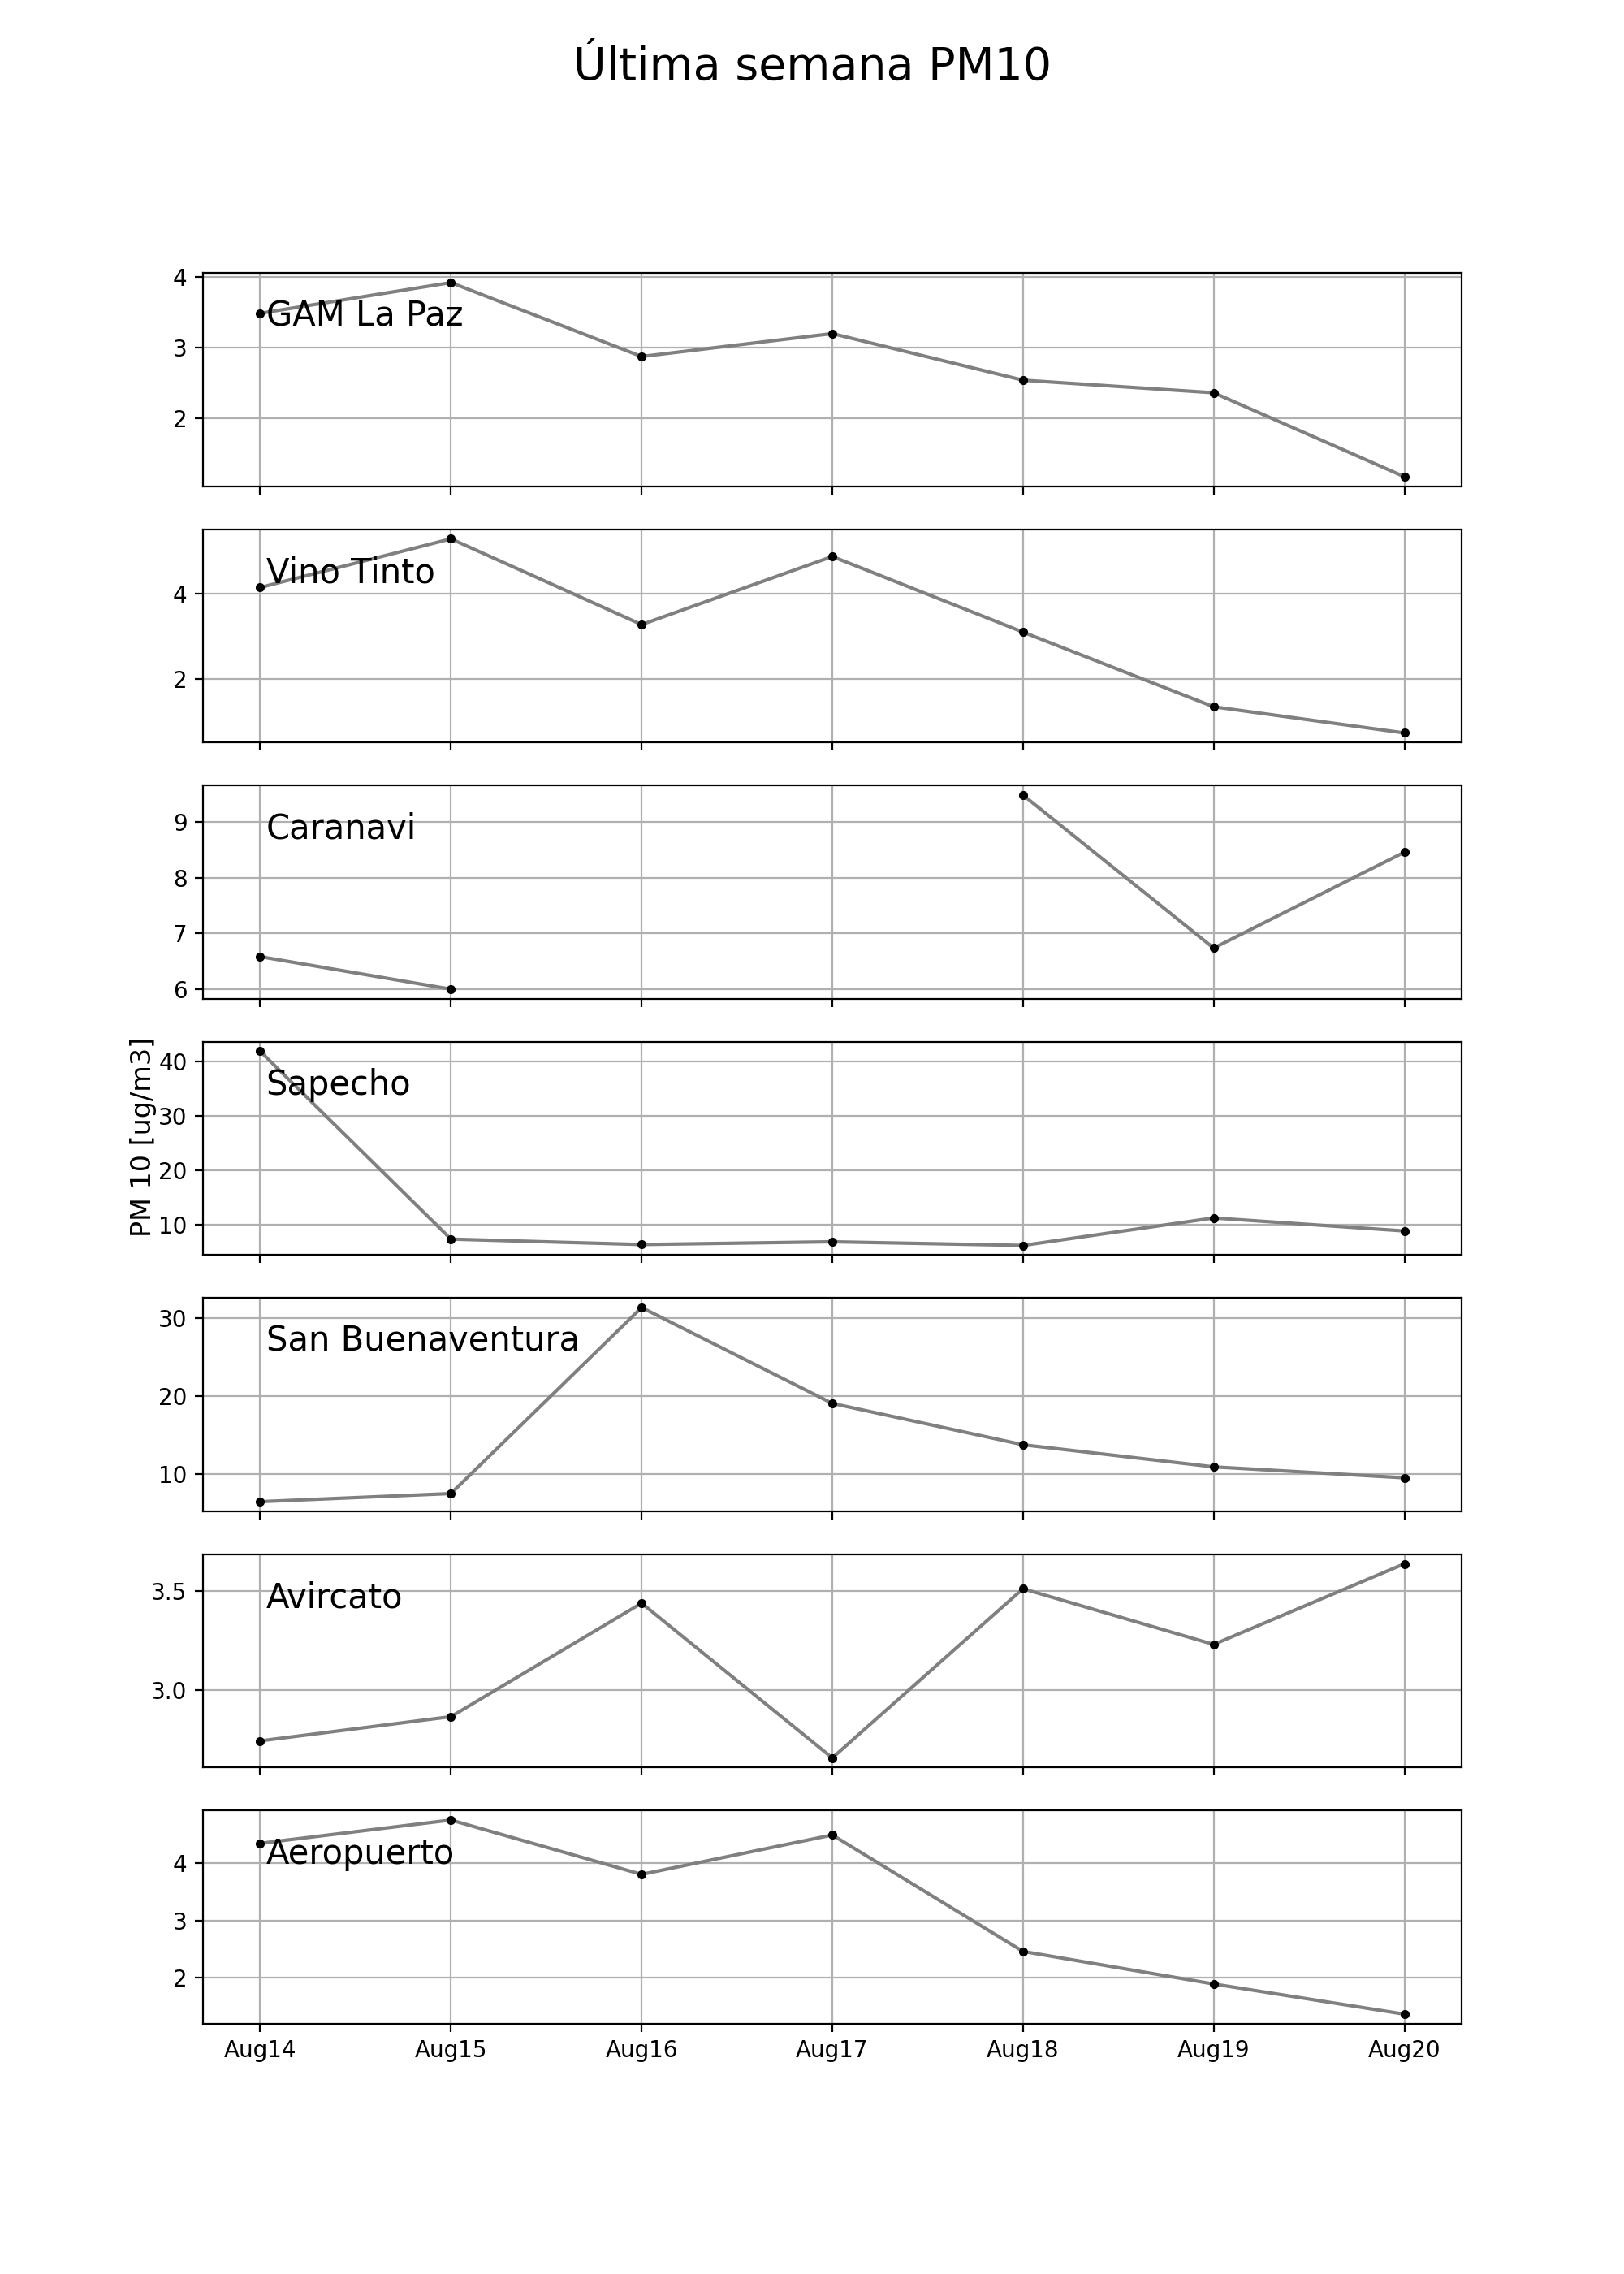 Última semana PM10
4
GAM La Paz
3
2
Vino Tinto
4
2
9
Caranavi
8
7
6
PM 10 [ug/m3]
40
Sapecho
30
20
10
30
San Buenaventura
20
10
3.5
Avircato
3.0
Aeropuerto
4
3
2
Aug14 Aug15 Aug16 Aug17 Aug18 Aug19 Aug20